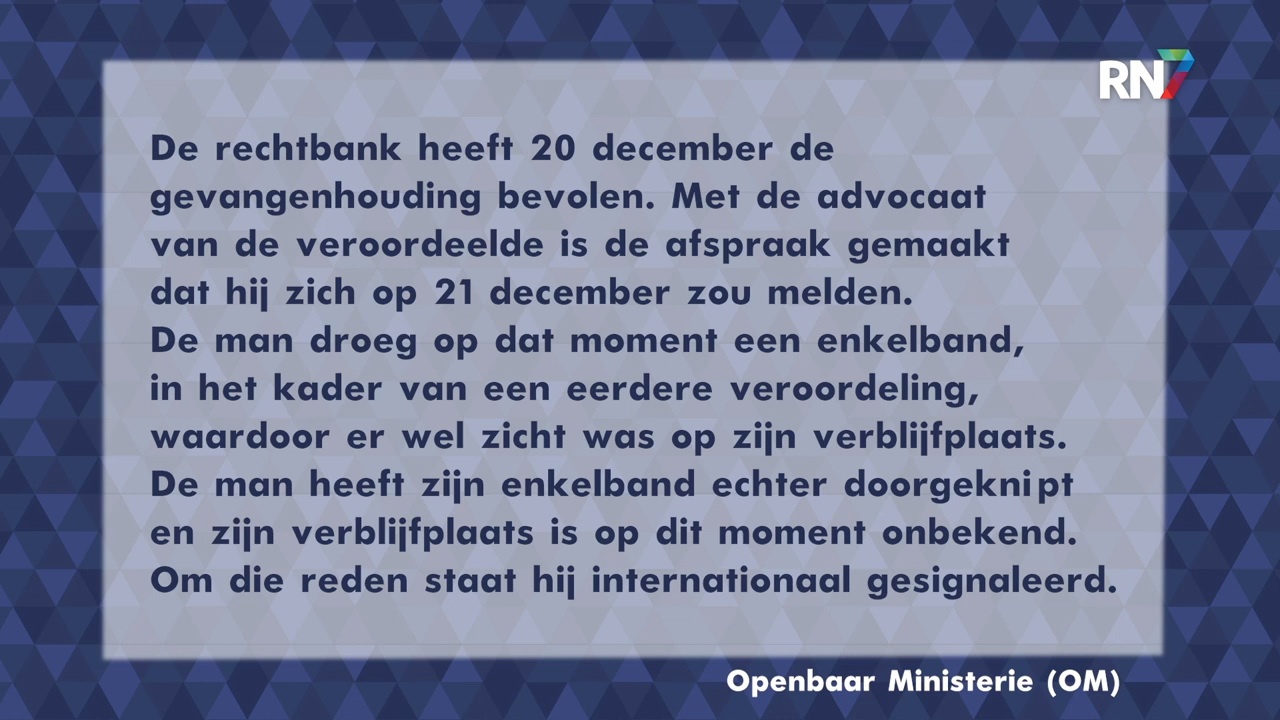 RN7
De rechtbank heeft 20 december de
gevangenhouding bevolen. Met de advocaat
van de veroordeelde is de afspraak gemaakt
dat hij zich op 21 december zou melden.
De man droeg op dat moment een enkelband,
in het kader van een eerdere veroordeling,
waardoor er wel zicht was op zijn verblijfplaats.
De man heeft zijn enkelband echter doorgeknipt
en zijn verblijfplaats is op dit moment onbekend.
Om die reden staat hij internationaal gesignaleerd.
Openbaar Ministerie (OM)